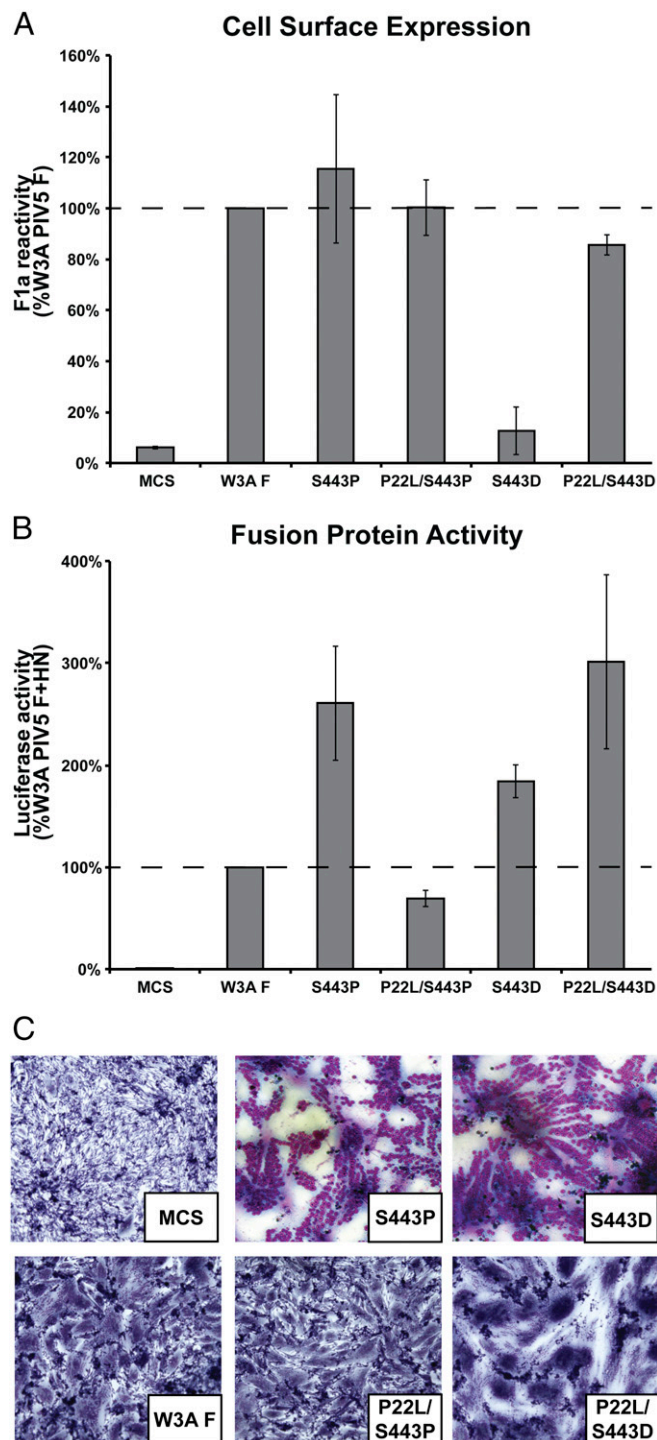 A
Cell Surface Expression
F1a reactivity
(%W3A PIV5 F)
160%
140%
120%
100%
80%
60%
40%
20%
0%
MCS W3A F S443P P22L/S443P S443D P22L/S443D
B
Fusion Protein Activity
Luciferase activity
(%W3A PIV5 F+HN)
400%
300%
200%
100%
0%
MCS W3A F S443P P22L/S443P S443D P22L/S443D
C
MCS
S443P
S443D
W3A F
P22L/
S443P
P22L/
S443D